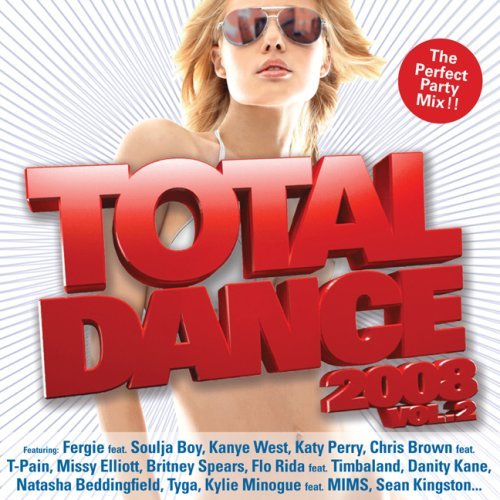 The
Perfect
Party
Mix!!
TOTAL
DANCE
2008
VOL.2
Featuring: Fergie feat. Soulja Boy, Kanye West, Katy Perry, Chris Brown feat.
T-Pain, Missy Elliott, Britney Spears, Flo Rida feat. Timbaland, Danity Kane,
Natasha Beddingfield, Tyga, Kylie Minogue feat. MIMS, Sean Kingston...